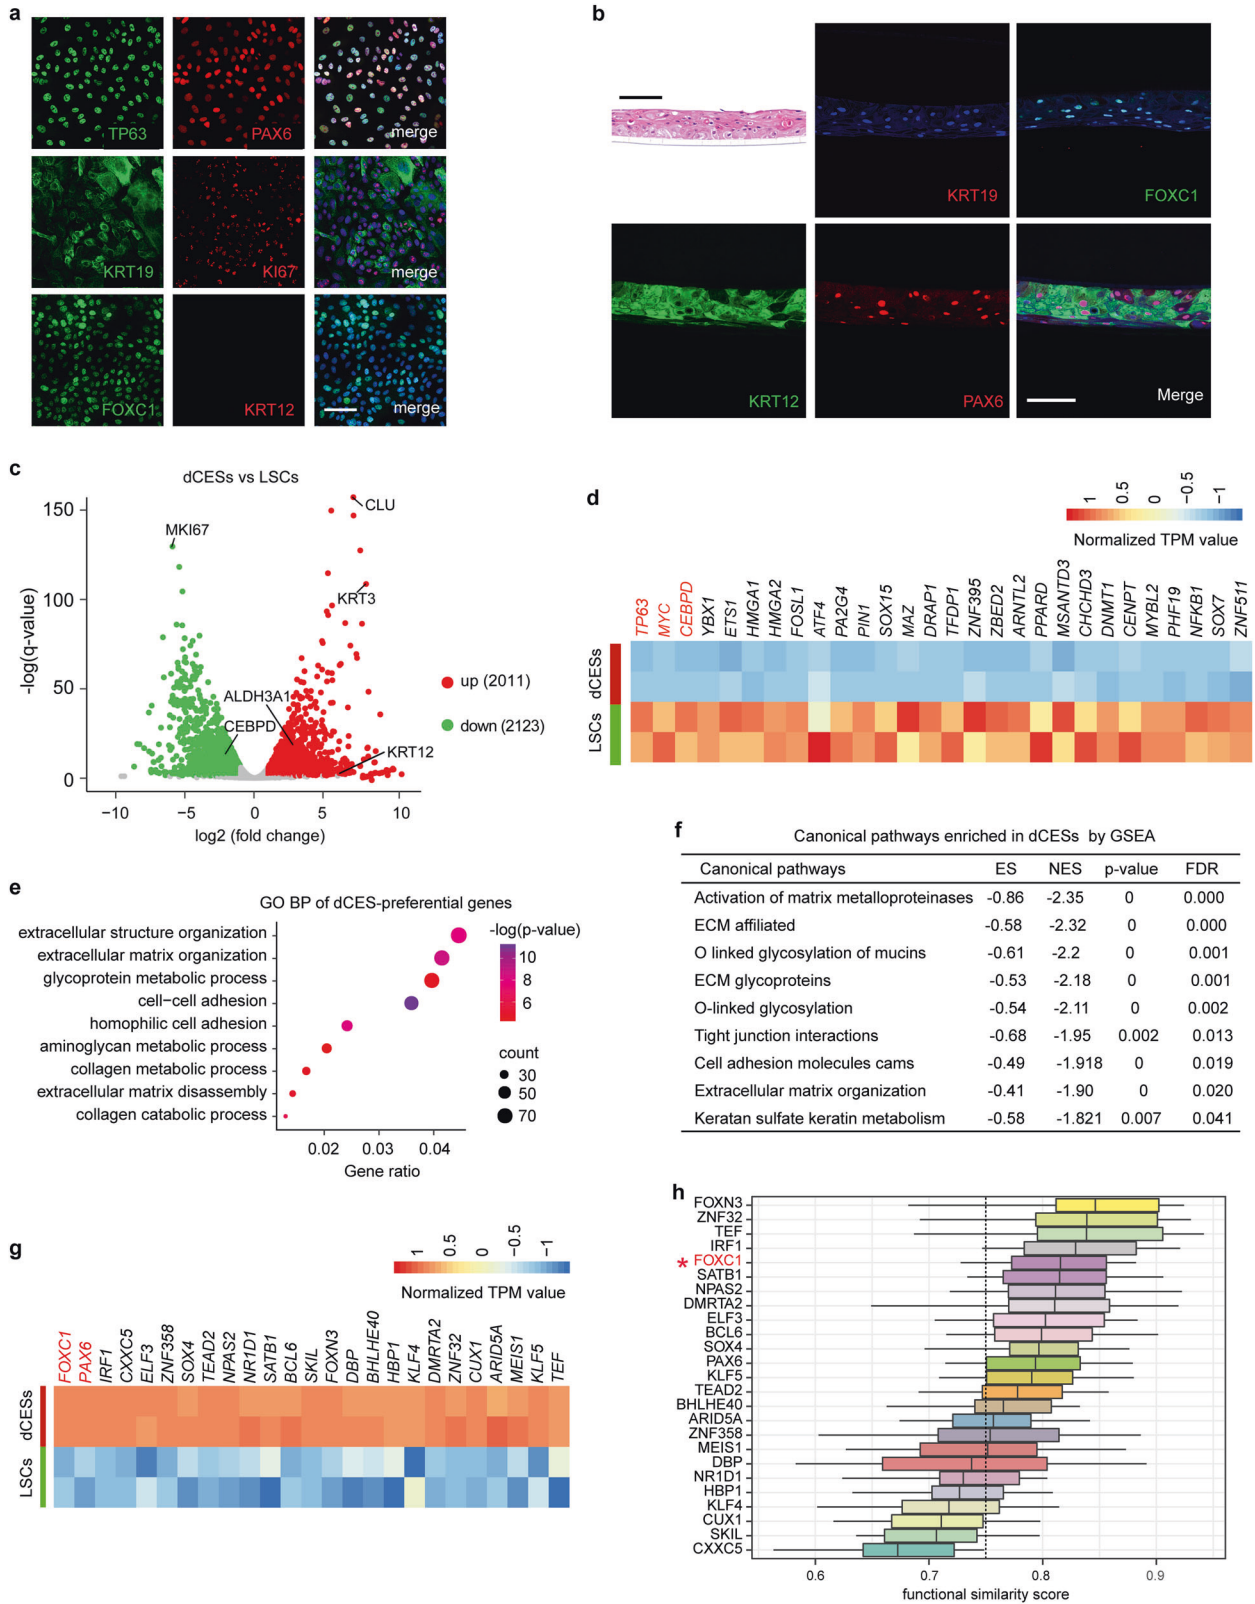 a
TP63
PAX6
merge
KRT19
KI67
merge
FOXC1
KRT12
merge
b
KRT19
FOXC1
KRT12
PAX6
Merge
c
dCESs vs LSCs
-log(q-value)
150
100
50
0
MKI67
CLU
KRT3
ALDH3A1
CEBPD
KRT12
up (2011)
down (2123)
−10
−5
0
5
10
log2 (fold change)
d
1
0.5
0
−0.5
−1
Normalized TPM value
TP63
MYC
CEBPD
YBX1
ETS1
HMGA1
HMGA2
FOSL1
ATF4
PA2G4
PIN1
SOX15
MAZ
DRAP1
TFDP1
ZNF395
ZBED2
ARNTL2
PPARD
MSANTD3
CHCHD3
DNMT1
CENPT
MYBL2
PHF19
NFKB1
SOX7
ZNF511
dCESs
LSCs
e
GO BP of dCES-preferential genes
extracellular structure organization
extracellular matrix organization
glycoprotein metabolic process
cell−cell adhesion
homophilic cell adhesion
aminoglycan metabolic process
collagen metabolic process
extracellular matrix disassembly
collagen catabolic process
0.02
0.03
0.04
Gene ratio
-log(p-value)
10
8
6
count
30
50
70
f
Canonical pathways enriched in dCESs by GSEA
Canonical pathways ES NES p-value FDR
Activation of matrix metalloproteinases -0.86 -2.35 0 0.000
ECM affiliated -0.58 -2.32 0 0.000
O linked glycosylation of mucins -0.61 -2.2 0 0.001
ECM glycoproteins -0.53 -2.18 0 0.001
O-linked glycosylation -0.54 -2.11 0 0.002
Tight junction interactions -0.68 -1.95 0.002 0.013
Cell adhesion molecules cams -0.49 -1.918 0 0.019
Extracellular matrix organization -0.41 -1.90 0 0.020
Keratan sulfate keratin metabolism -0.58 -1.821 0.007 0.041
g
1
0.5
0
−0.5
−1
Normalized TPM value
FOXC1
PAX6
IRF1
CXXC5
ELF3
ZNF358
SOX4
TEAD2
NPAS2
NR1D1
SATB1
BCL6
SKIL
FOXN3
DBP
BHLHE40
HBP1
KLF4
DMRTA2
ZNF32
CUX1
ARID5A
MEIS1
KLF5
TEF
dCESs
LSCs
h
FOXN3
ZNF32
TEF
IRF1
* FOXC1
SATB1
NPAS2
DMRTA2
ELF3
BCL6
SOX4
PAX6
KLF5
TEAD2
BHLHE40
ARID5A
ZNF358
MEIS1
DBP
NR1D1
HBP1
KLF4
CUX1
SKIL
CXXC5
0.6
0.7
0.8
0.9
functional similarity score